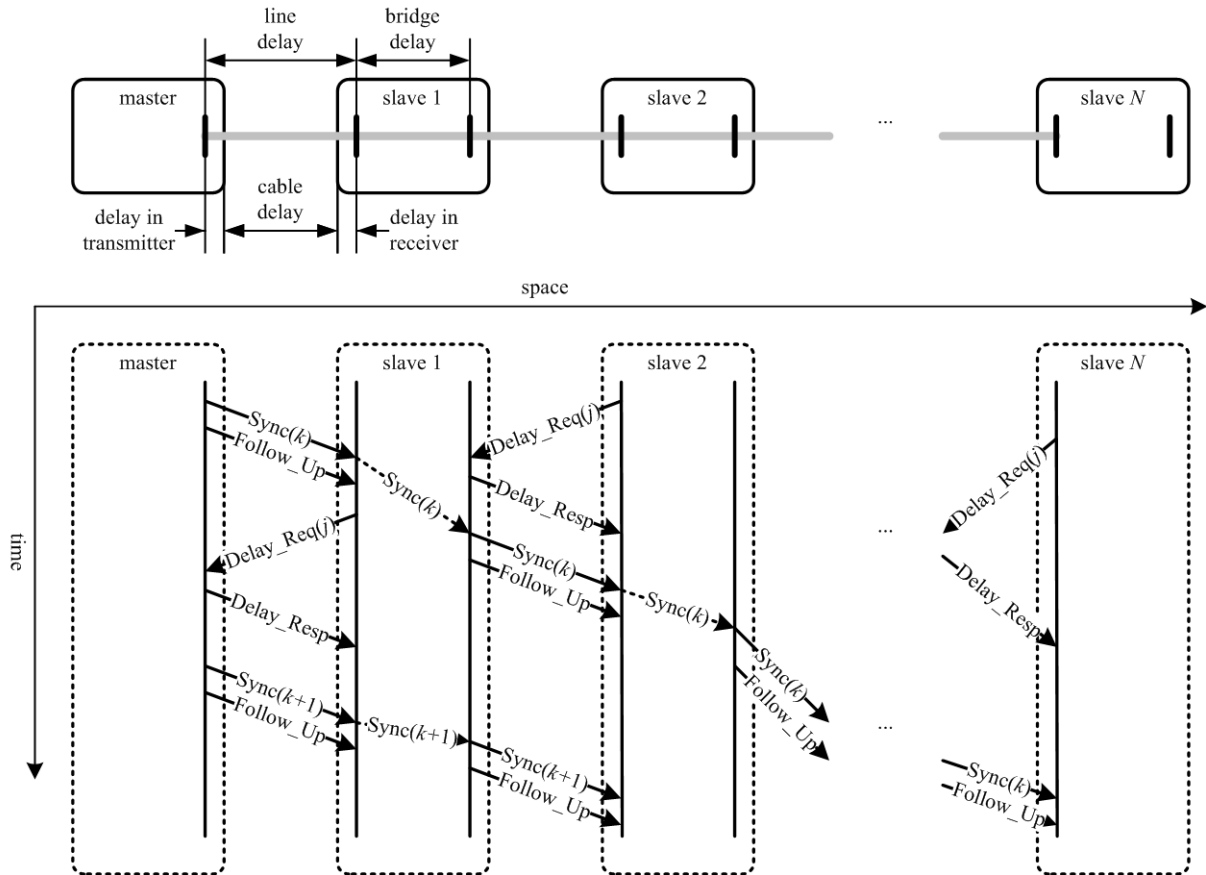 line
delay
bridge
delay
master
slave 1
slave 2
...
slave N
delay in
transmitter
cable
delay
delay in
receiver
space
time
master
slave 1
slave 2
slave N
Sync(k)
Follow_Up
Sync(k)
Delay_Req(j)
Delay_Resp
Delay_Req(j)
Delay_Resp
Sync(k)
Follow_Up
Sync(k)
Sync(k)
Follow_Up
Sync(k+1)
Follow_Up
Sync(k+1)
Sync(k+1)
Follow_Up
...
Delay_Req(j)
Delay_Resp
...
Sync(k)
Follow_Up